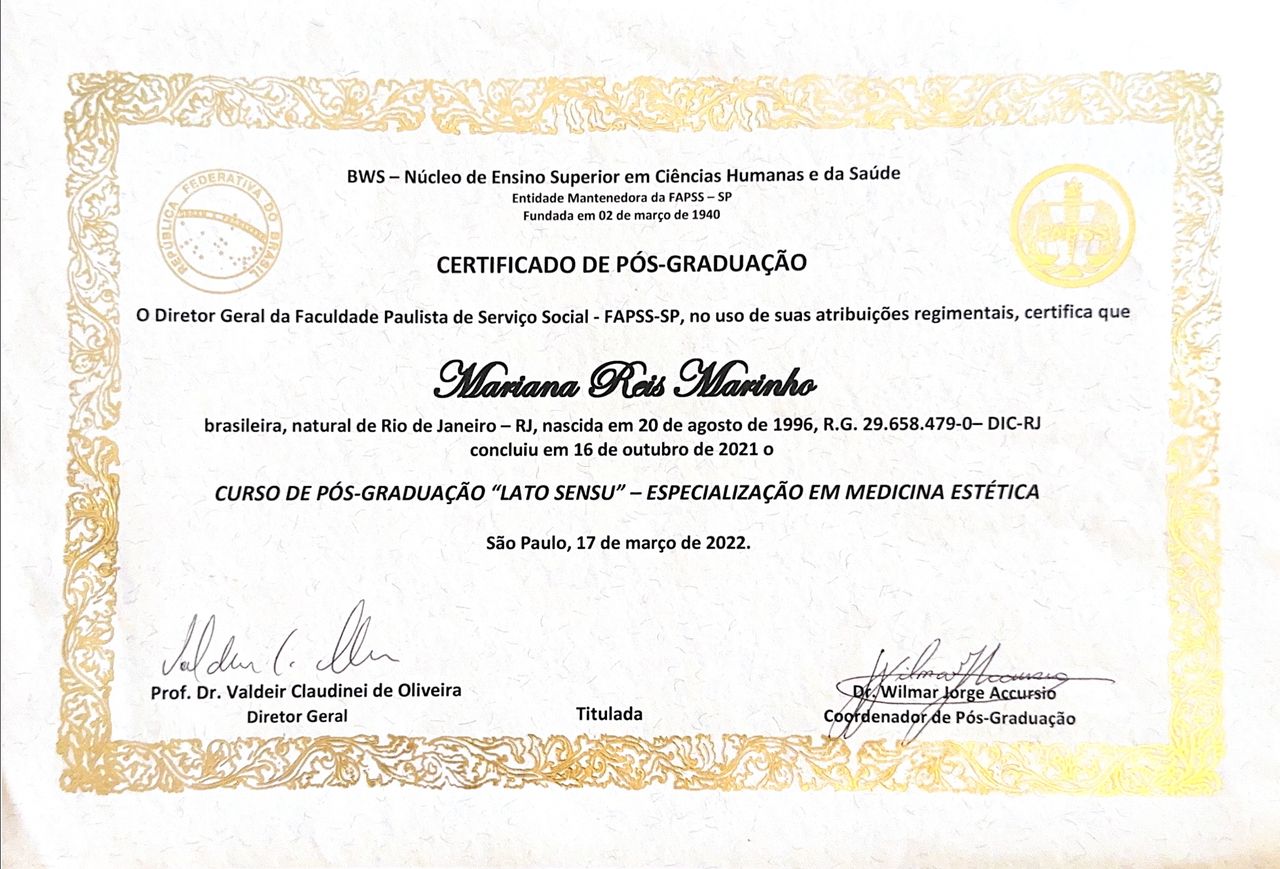 BWS – Núcleo de Ensino Superior em Ciências Humanas e da Saúde
Entidade Mantenedora da FAPSS – SP
Fundada em 02 de março de 1940
REPÚBLICA FEDERATIVA DO BRASIL
FAPSS
CERTIFICADO DE PÓS-GRADUAÇÃO
O Diretor Geral da Faculdade Paulista de Serviço Social - FAPSS-SP, no uso de suas atribuições regimentais, certifica que
Mariana Reis Marinho
brasileira, natural de Rio de Janeiro – RJ, nascida em 20 de agosto de 1996, R.G. 29.658.479-0– DIC-RJ
concluiu em 16 de outubro de 2021 o
CURSO DE PÓS-GRADUAÇÃO “LATO SENSU” – ESPECIALIZAÇÃO EM MEDICINA ESTÉTICA
São Paulo, 17 de março de 2022.
Wilmar Accursio
Prof. Dr. Valdeir Claudinei de Oliveira
Diretor Geral
Titulada
Dr. Wilmar Jorge Accursio
Coordenador de Pós-Graduação